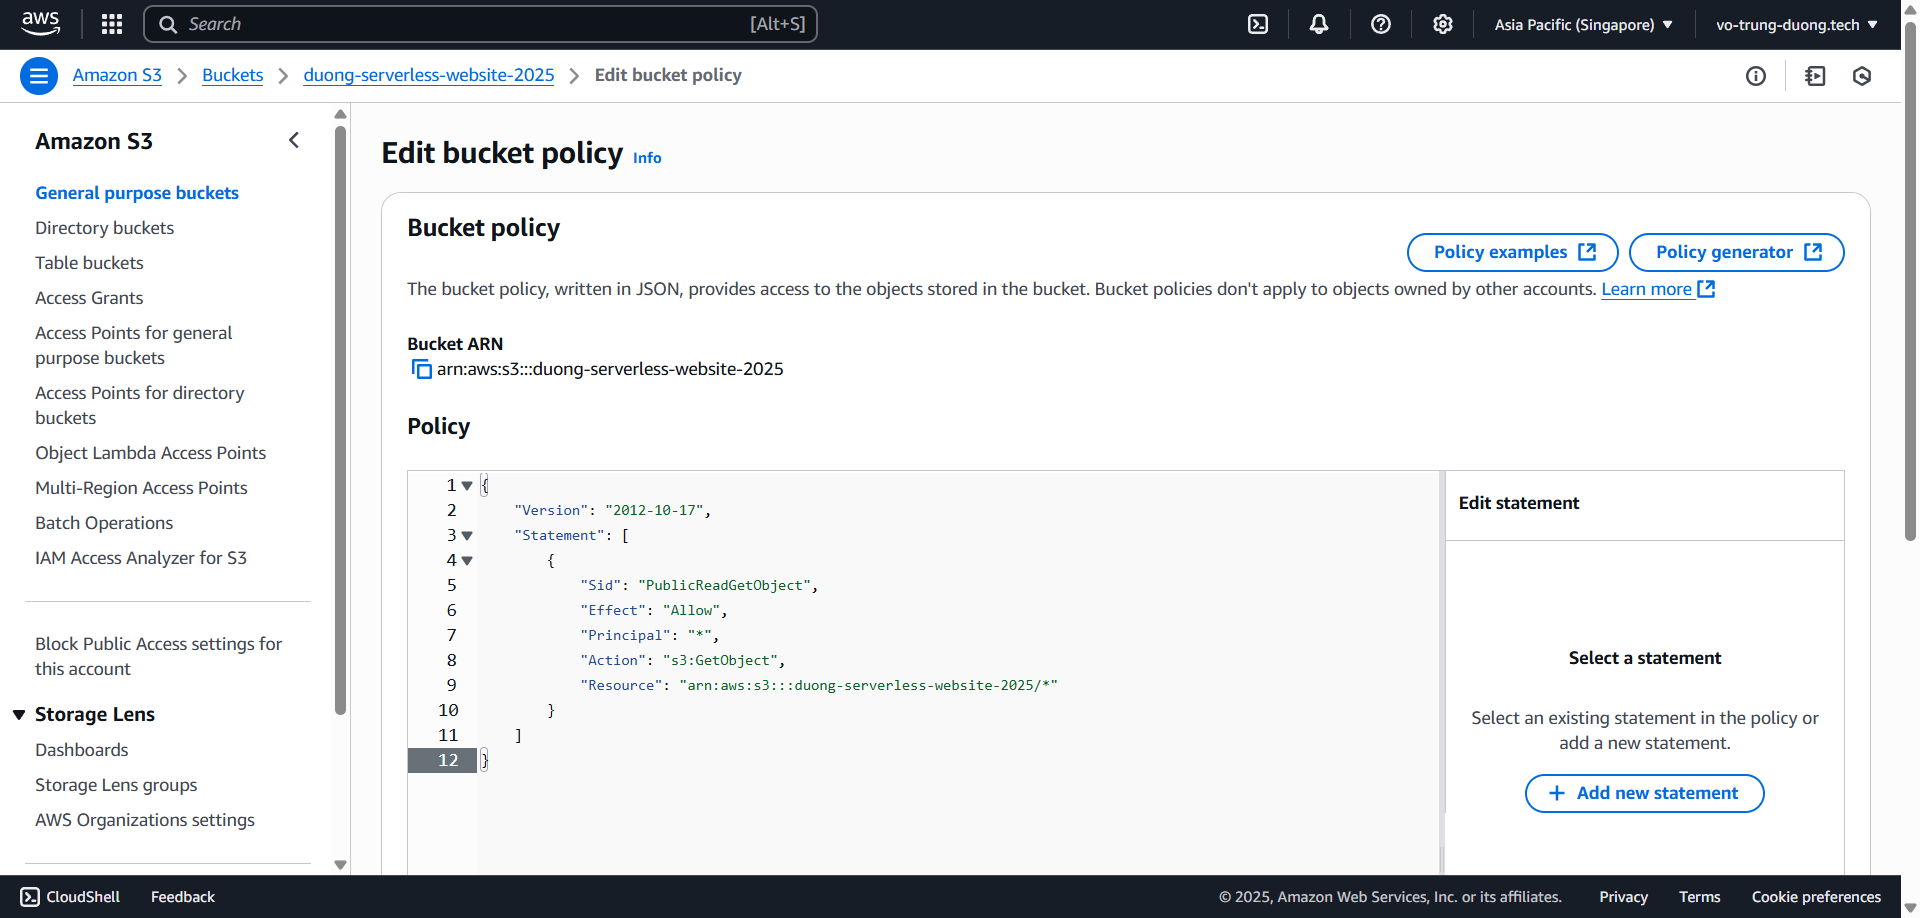 aws
Search [Alt+S]
Asia Pacific (Singapore)
vo-trung-duong.tech
Amazon S3 > Buckets > duong-serverless-website-2025 > Edit bucket policy
Amazon S3
General purpose buckets
Directory buckets
Table buckets
Access Grants
Access Points for general
purpose buckets
Access Points for directory
buckets
Object Lambda Access Points
Multi-Region Access Points
Batch Operations
IAM Access Analyzer for S3
Block Public Access settings for
this account
Storage Lens
Dashboards
Storage Lens groups
AWS Organizations settings
Edit bucket policy Info
Bucket policy
Policy examples
Policy generator
The bucket policy, written in JSON, provides access to the objects stored in the bucket. Bucket policies don't apply to objects owned by other accounts. Learn more
Bucket ARN
arn:aws:s3:::duong-serverless-website-2025
Policy
1 {
2 "Version": "2012-10-17",
3 "Statement": [
4 {
5 "Sid": "PublicReadGetObject",
6 "Effect": "Allow",
7 "Principal": "*",
8 "Action": "s3:GetObject",
9 "Resource": "arn:aws:s3:::duong-serverless-website-2025/*"
10 }
11 ]
12 }
Edit statement
Select a statement
Select an existing statement in the policy or
add a new statement.
+ Add new statement
CloudShell
Feedback
© 2025, Amazon Web Services, Inc. or its affiliates.
Privacy
Terms
Cookie preferences